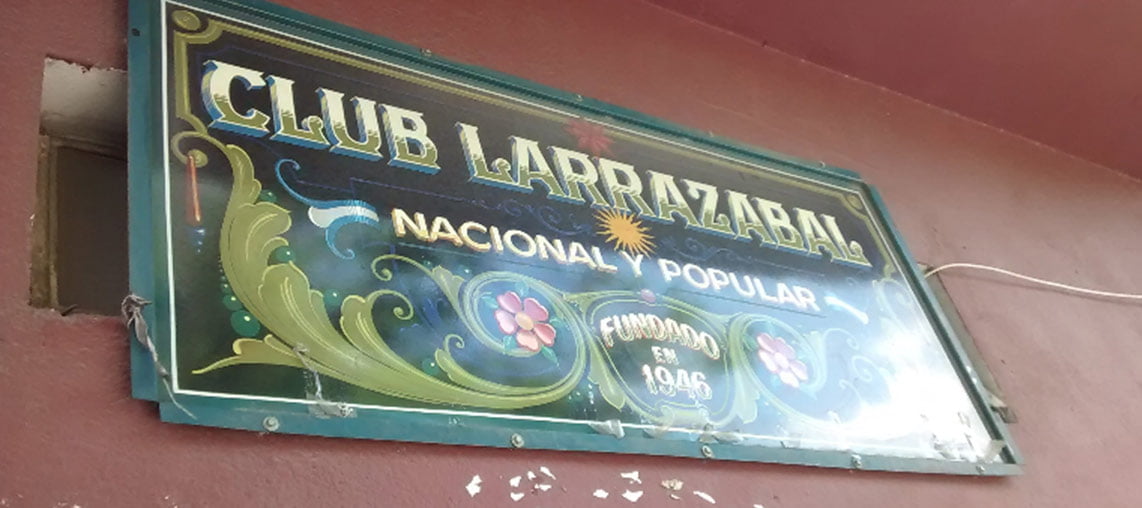 CLUB LARRAZABAL
NACIONAL Y POPULAR
FUNDADO
EN
1946